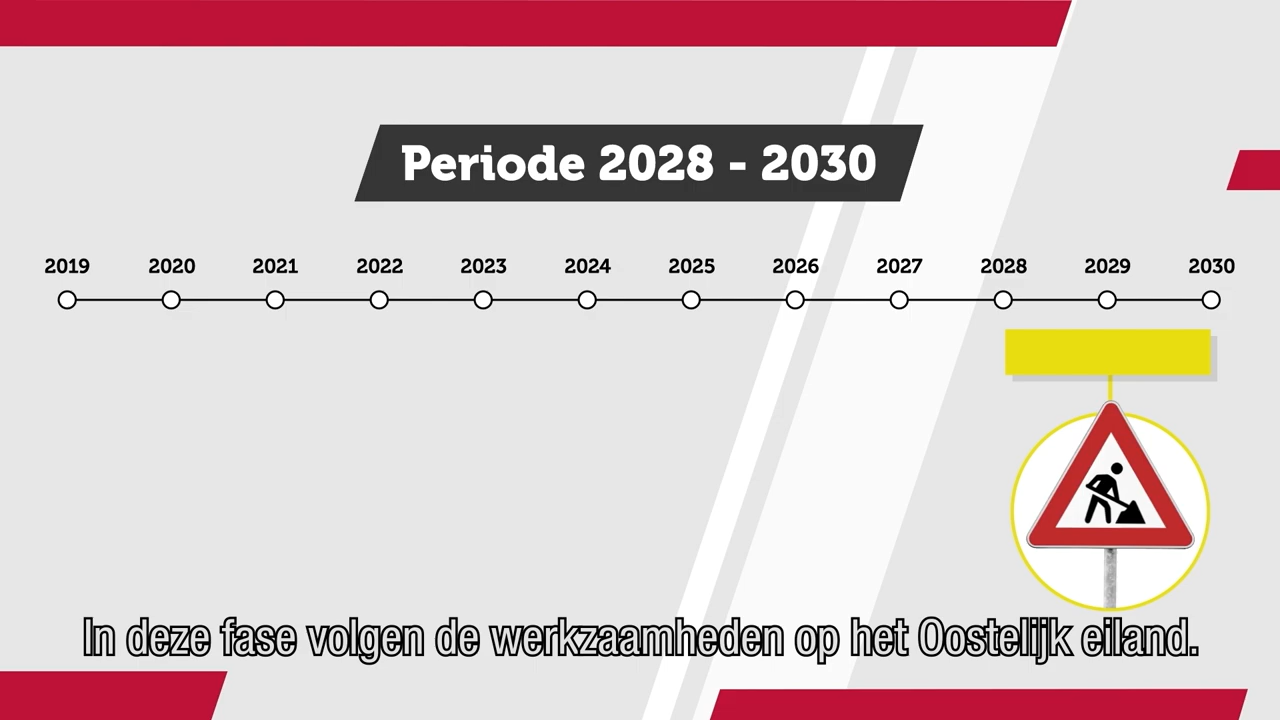 Periode 2028 - 2030
2019 2020 2021 2022 2023 2024 2025 2026 2027 2028 2029 2030
In deze fase volgen de werkzaamheden op het Oostelijk eiland.